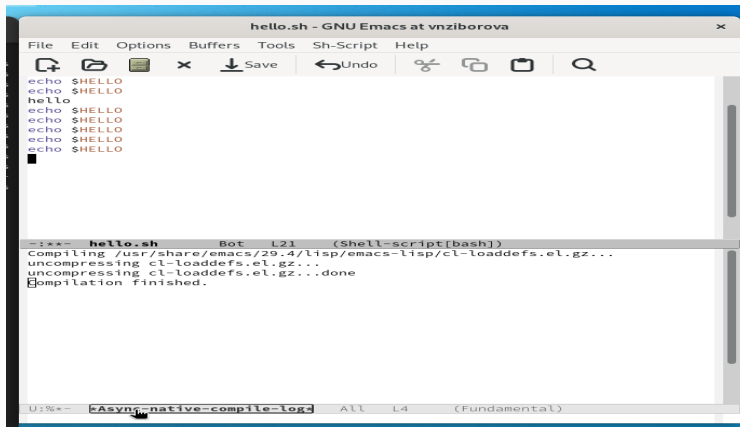 hello.sh - GNU Emacs at vnziborova
File Edit Options Buffers Tools Sh-Script Help
Save Undo
echo $HELLO
echo $HELLO
hello
echo $HELLO
echo $HELLO
echo $HELLO
echo $HELLO
echo $HELLO
-:**- hello.sh Bot L21 (Shell-script[bash])
Compiling /usr/share/emacs/29.4/lisp/emacs-lisp/cl-loaddefs.el.gz...
uncompressing cl-loaddefs.el.gz...
uncompressing cl-loaddefs.el.gz...done
Compilation finished.
U:%*- *Async-native-compile-log* All L4 (Fundamental)